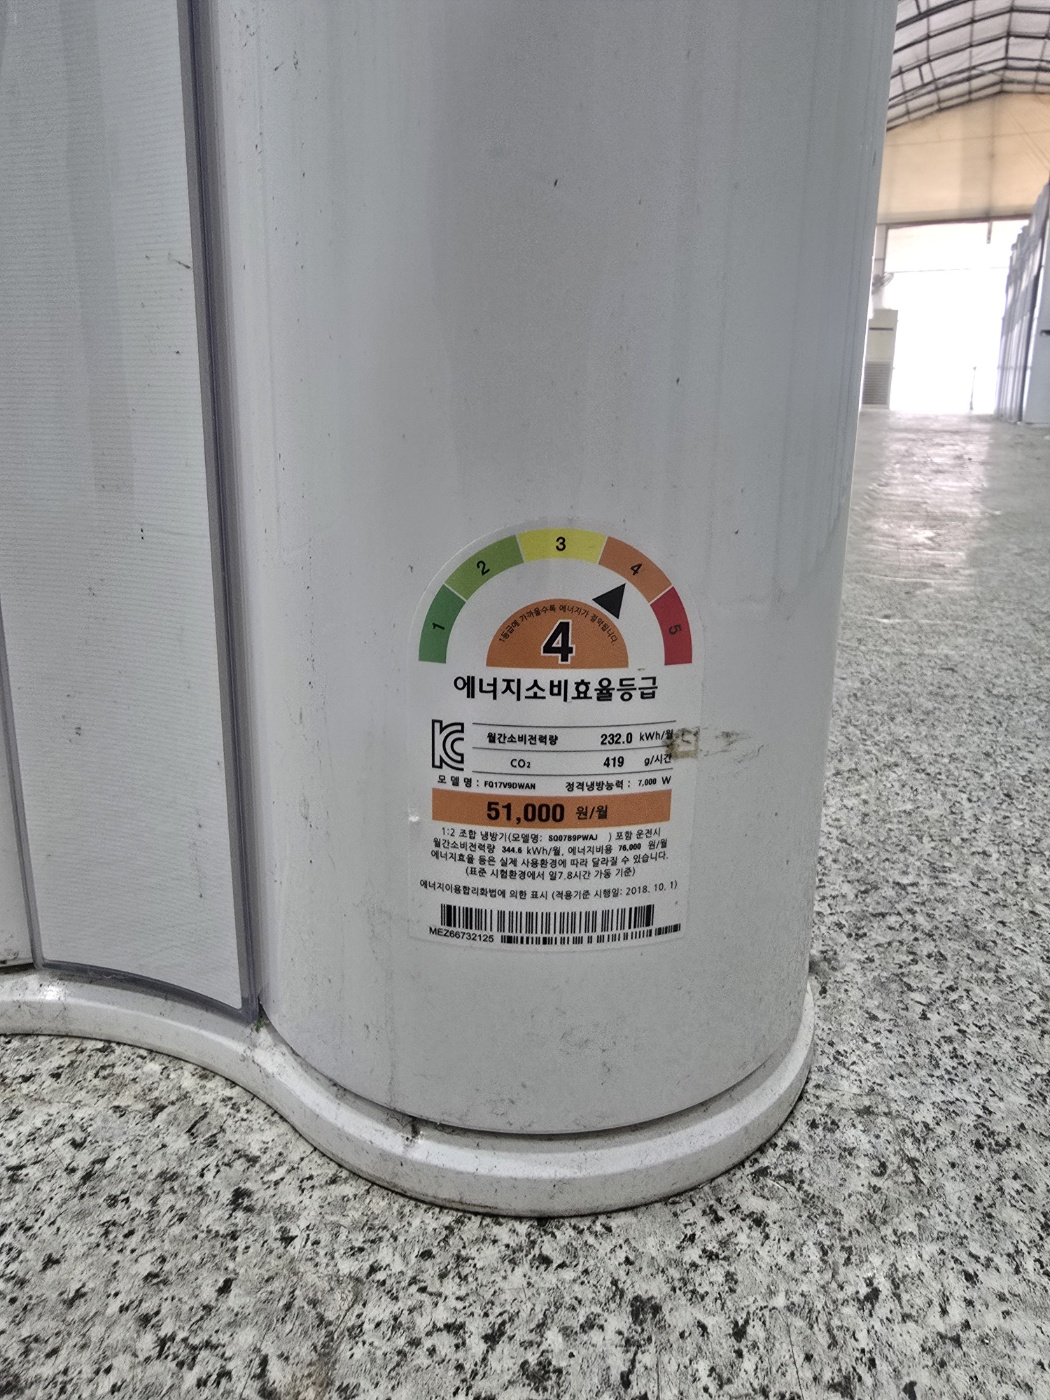 1 2 3 4 5
1등급에 가까울수록 에너지가 절약됩니다.
4
에너지소비효율등급
월간소비전력량 232.0 kWh/월
CO₂ 419 g/시간
모 델 명 : FQ17V9DWAN 정격냉방능력 : 7,000 W
51,000 원/월
1:2 조합 냉방기(모델명: SQ07B9PWAJ ) 포함 운전시
월간소비전력량 344.6 kWh/월, 에너지비용 76,000 원/월
에너지효율 등은 실제 사용환경에 따라 달라질 수 있습니다.
(표준 시험환경에서 일7.8시간 가동 기준)
에너지이용합리화법에 의한 표시 (적용기준 시행일: 2018. 10. 1)
MEZ66732125